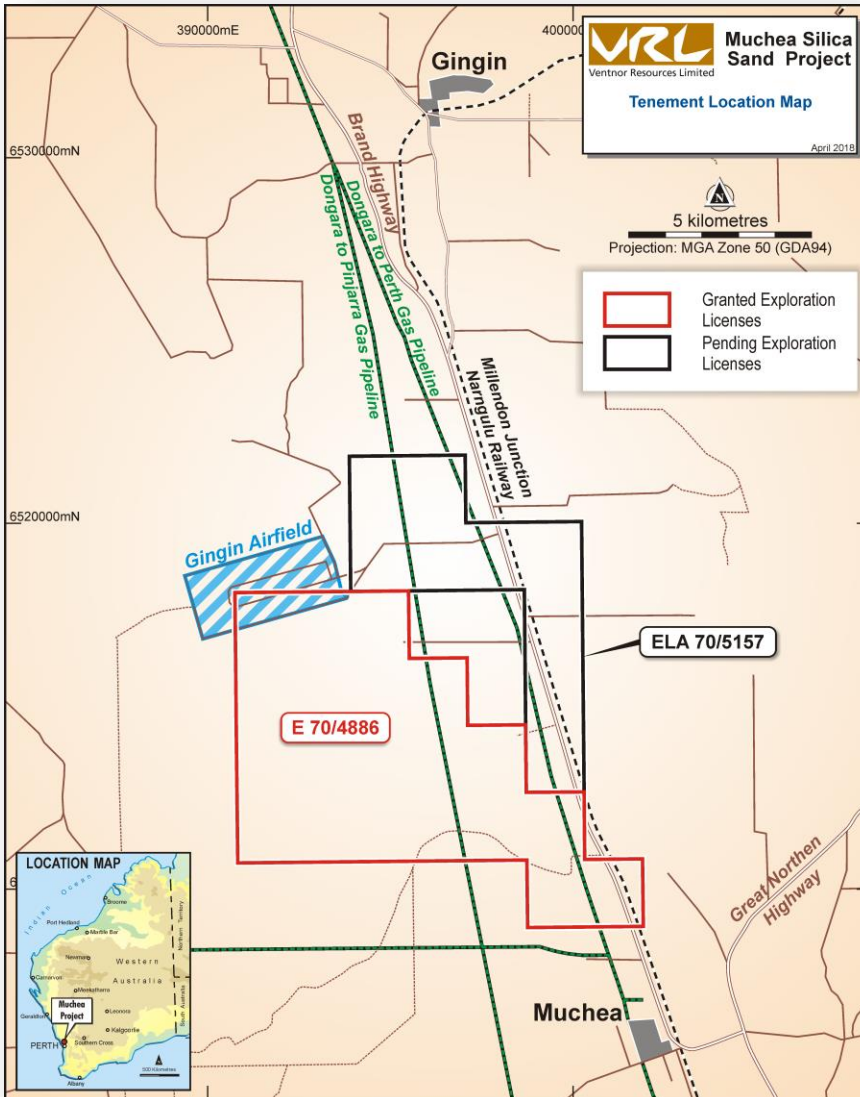 390000mE
40000
VRL
Ventnor Resources Limited
Muchea Silica
Sand Project
Tenement Location Map
April 2018
Gingin
6530000mN
Brand Highway
Dongara to Perth Gas Pipeline
Dongara to Pinjarra Gas Pipeline
N
5 kilometres
Projection: MGA Zone 50 (GDA94)
Granted Exploration
Licenses
Pending Exploration
Licenses
Millendon Junction
Narngulu Railway
6520000mN
Gingin Airfield
ELA 70/5157
E 70/4886
Great Northen
Highway
Muchea
LOCATION MAP
Indian Ocean
Broome
Port Hedland
Marble Bar
Newman
Western
Australia
Northern Territory
South Australia
Carnarvon
Meekatharra
Muchea
Project
Leonora
Geraldton
Kalgoorlie
PERTH
Southern Cross
Albany
500 Kilometres